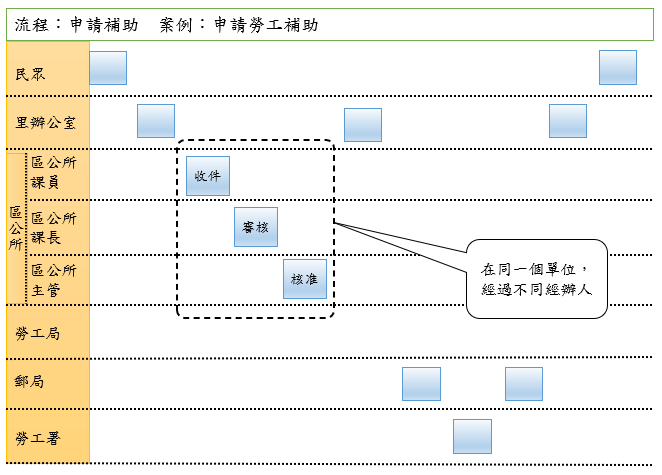 流程：申請補助　案例：申請勞工補助
民眾
里辦公室
區公所
區公所
課員
收件
區公所
課長
審核
區公所
主管
核准
在同一個單位，
經過不同經辦人
勞工局
郵局
勞工署